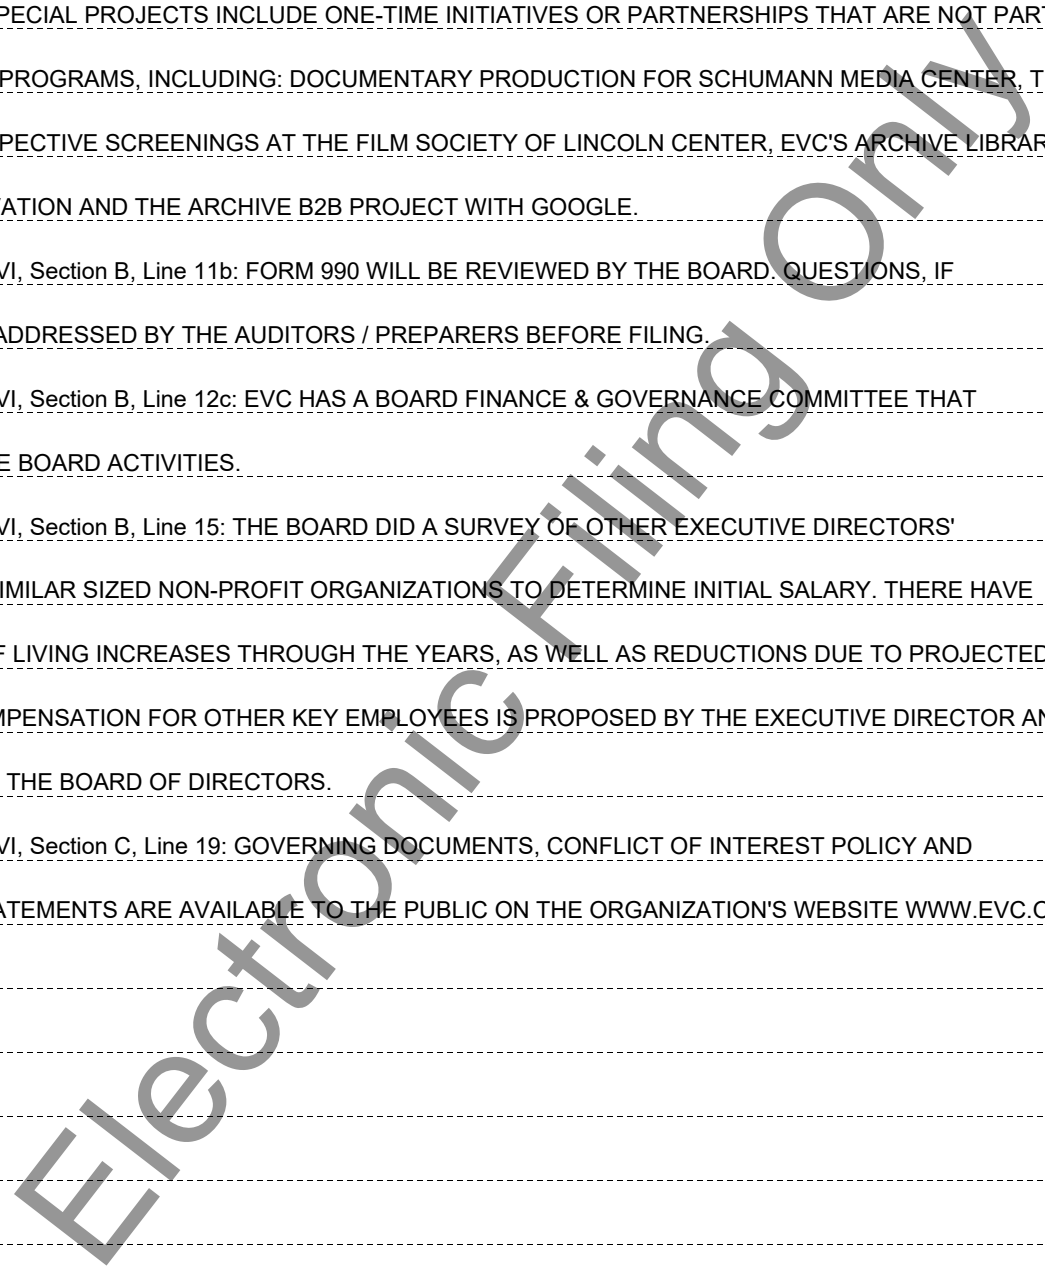 PECIAL PROJECTS INCLUDE ONE-TIME INITIATIVES OR PARTNERSHIPS THAT ARE NOT PART
PROGRAMS, INCLUDING: DOCUMENTARY PRODUCTION FOR SCHUMANN MEDIA CENTER, T
PECTIVE SCREENINGS AT THE FILM SOCIETY OF LINCOLN CENTER, EVC'S ARCHIVE LIBRAR
ATION AND THE ARCHIVE B2B PROJECT WITH GOOGLE.
VI, Section B, Line 11b: FORM 990 WILL BE REVIEWED BY THE BOARD. QUESTIONS, IF
ADDRESSED BY THE AUDITORS / PREPARERS BEFORE FILING.
VI, Section B, Line 12c: EVC HAS A BOARD FINANCE & GOVERNANCE COMMITTEE THAT
E BOARD ACTIVITIES.
VI, Section B, Line 15: THE BOARD DID A SURVEY OF OTHER EXECUTIVE DIRECTORS'
IMILAR SIZED NON-PROFIT ORGANIZATIONS TO DETERMINE INITIAL SALARY. THERE HAVE
F LIVING INCREASES THROUGH THE YEARS, AS WELL AS REDUCTIONS DUE TO PROJECTED
MPENSATION FOR OTHER KEY EMPLOYEES IS PROPOSED BY THE EXECUTIVE DIRECTOR AN
THE BOARD OF DIRECTORS.
VI, Section C, Line 19: GOVERNING DOCUMENTS, CONFLICT OF INTEREST POLICY AND
ATEMENTS ARE AVAILABLE TO THE PUBLIC ON THE ORGANIZATION'S WEBSITE WWW.EVC.O
Electronic Filing Only